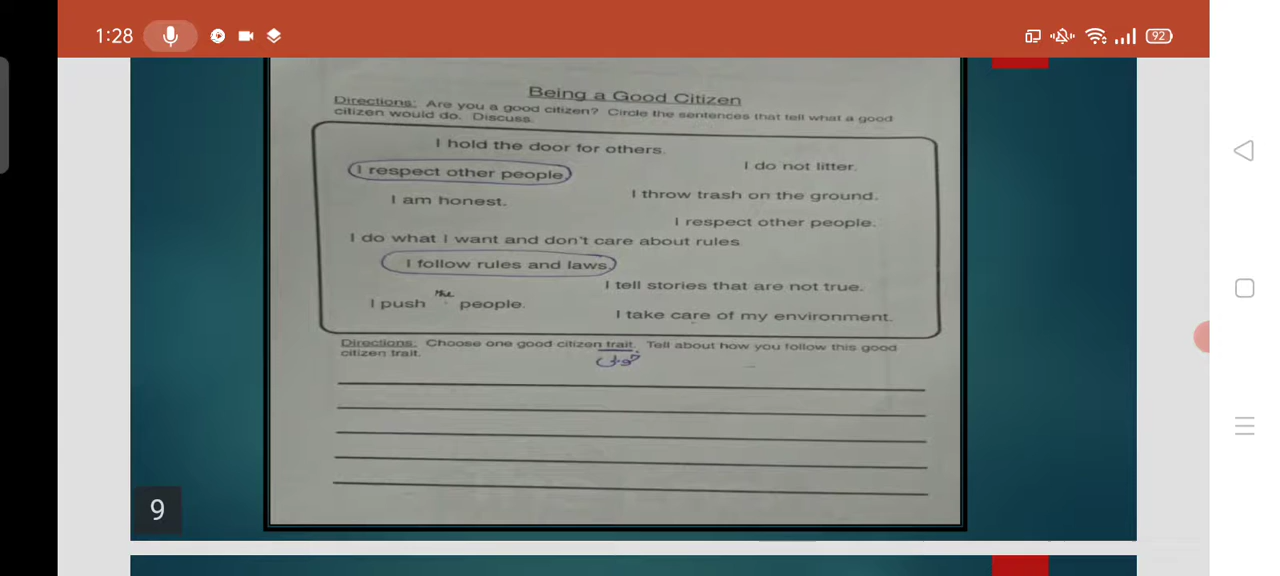 1:28
92
Being a Good Citizen
Directions: Are you a good citizen? Circle the sentences that tell what a good
citizen would do. Discuss.
I hold the door for others.
I do not litter.
I respect other people.
I throw trash on the ground.
I am honest.
I respect other people.
I do what I want and don't care about rules
I follow rules and laws.
I tell stories that are not true.
I push the people.
I take care of my environment.
Directions: Choose one good citizen trait. Tell about how you follow this good
خوبی
citizen trait.
9